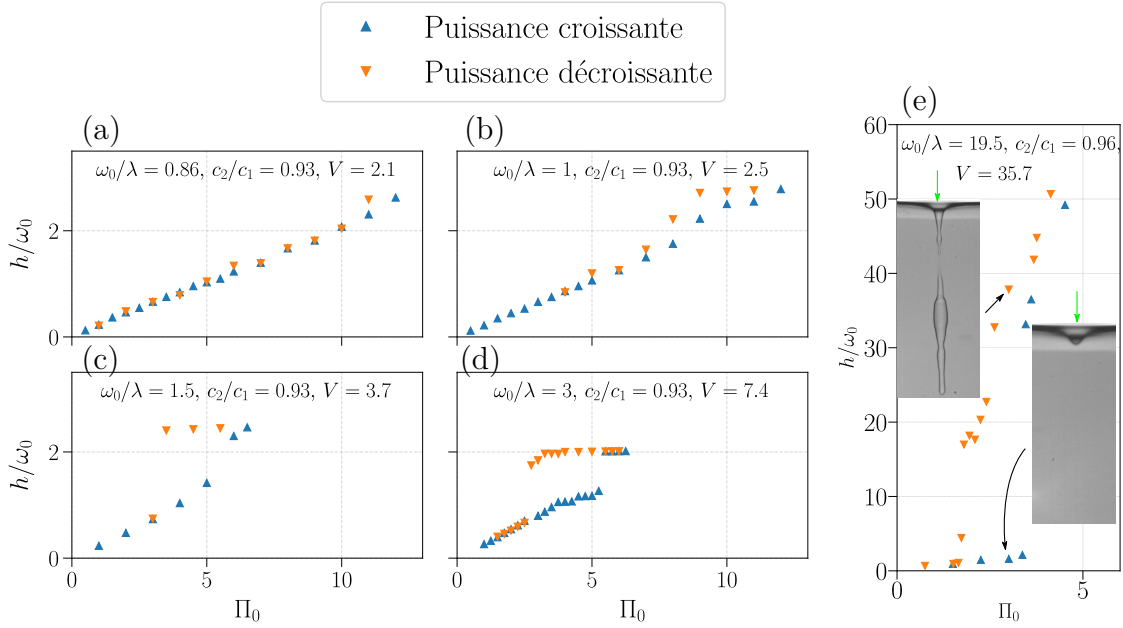 Puissance croissante
Puissance décroissante
(a)
ω₀/λ = 0.86, c₂/c₁ = 0.93, V = 2.1
h/ω₀
2
0
(b)
ω₀/λ = 1, c₂/c₁ = 0.93, V = 2.5
(c)
ω₀/λ = 1.5, c₂/c₁ = 0.93, V = 3.7
h/ω₀
2
0
0 5 10
Π₀
(d)
ω₀/λ = 3, c₂/c₁ = 0.93, V = 7.4
0 5 10
Π₀
(e)
ω₀/λ = 19.5, c₂/c₁ = 0.96,
V = 35.7
h/ω₀
60
50
40
30
20
10
0
0 5
Π₀